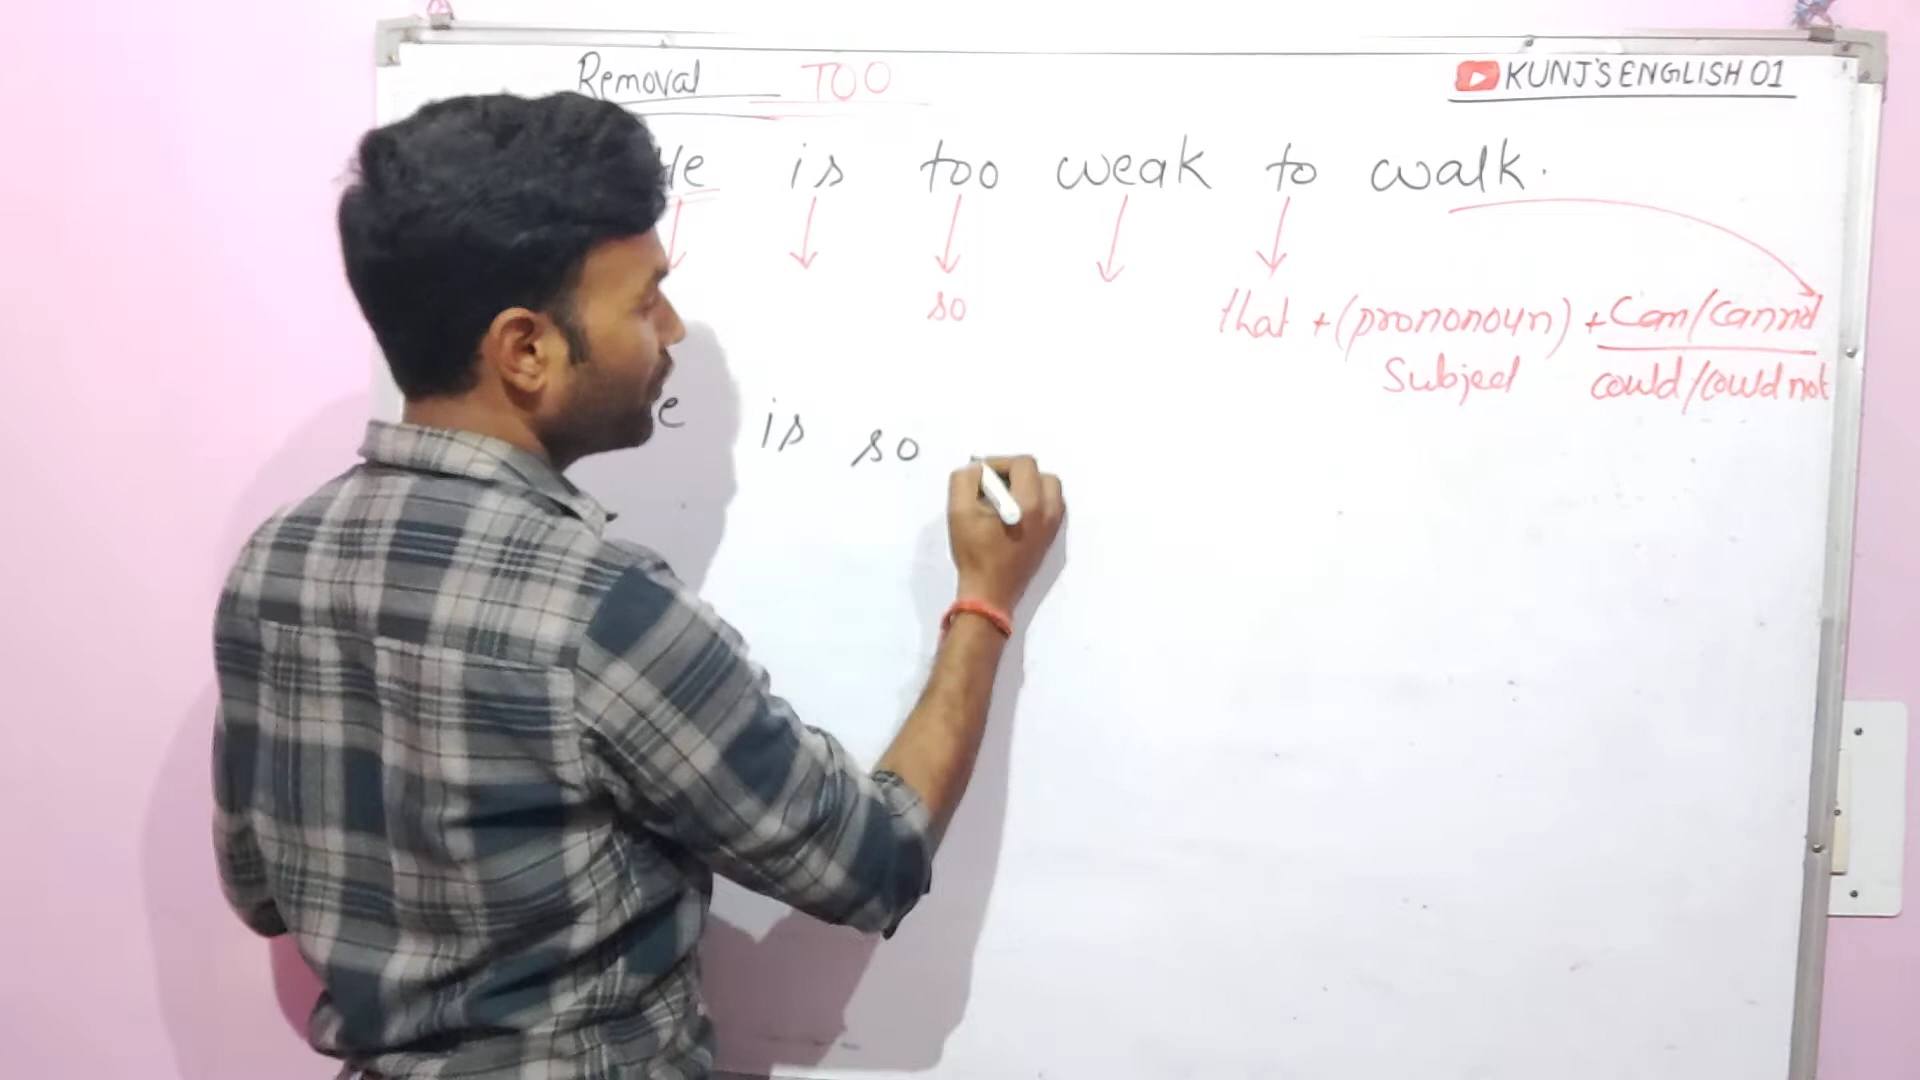 Removal TOO
KUNJ'S ENGLISH 01
He is too weak to walk.
so that + (prononoun) + Can/Cannot
Subject could/could not
is so